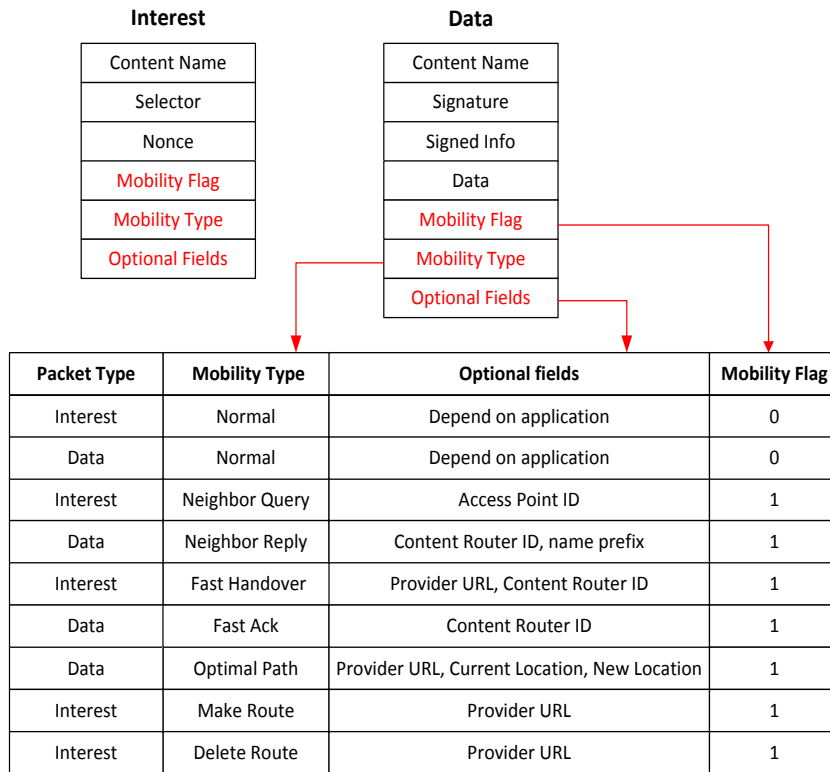 Interest
Data
Content Name
Selector
Nonce
Mobility Flag
Mobility Type
Optional Fields
Content Name
Signature
Signed Info
Data
Mobility Flag
Mobility Type
Optional Fields
Packet Type Mobility Type Optional fields Mobility Flag
Interest Normal Depend on application 0
Data Normal Depend on application 0
Interest Neighbor Query Access Point ID 1
Data Neighbor Reply Content Router ID, name prefix 1
Interest Fast Handover Provider URL, Content Router ID 1
Data Fast Ack Content Router ID 1
Data Optimal Path Provider URL, Current Location, New Location 1
Interest Make Route Provider URL 1
Interest Delete Route Provider URL 1